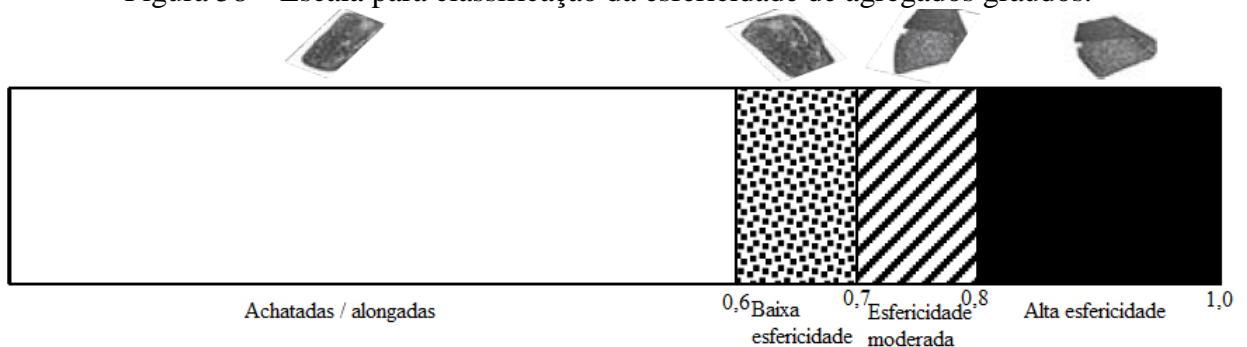 Figura 38 – Escala para classificação da esfericidade de agregados graúdos.
0,6 0,7 0,8 1,0
Achatadas / alongadas Baixa esfericidade Esfericidade moderada Alta esfericidade